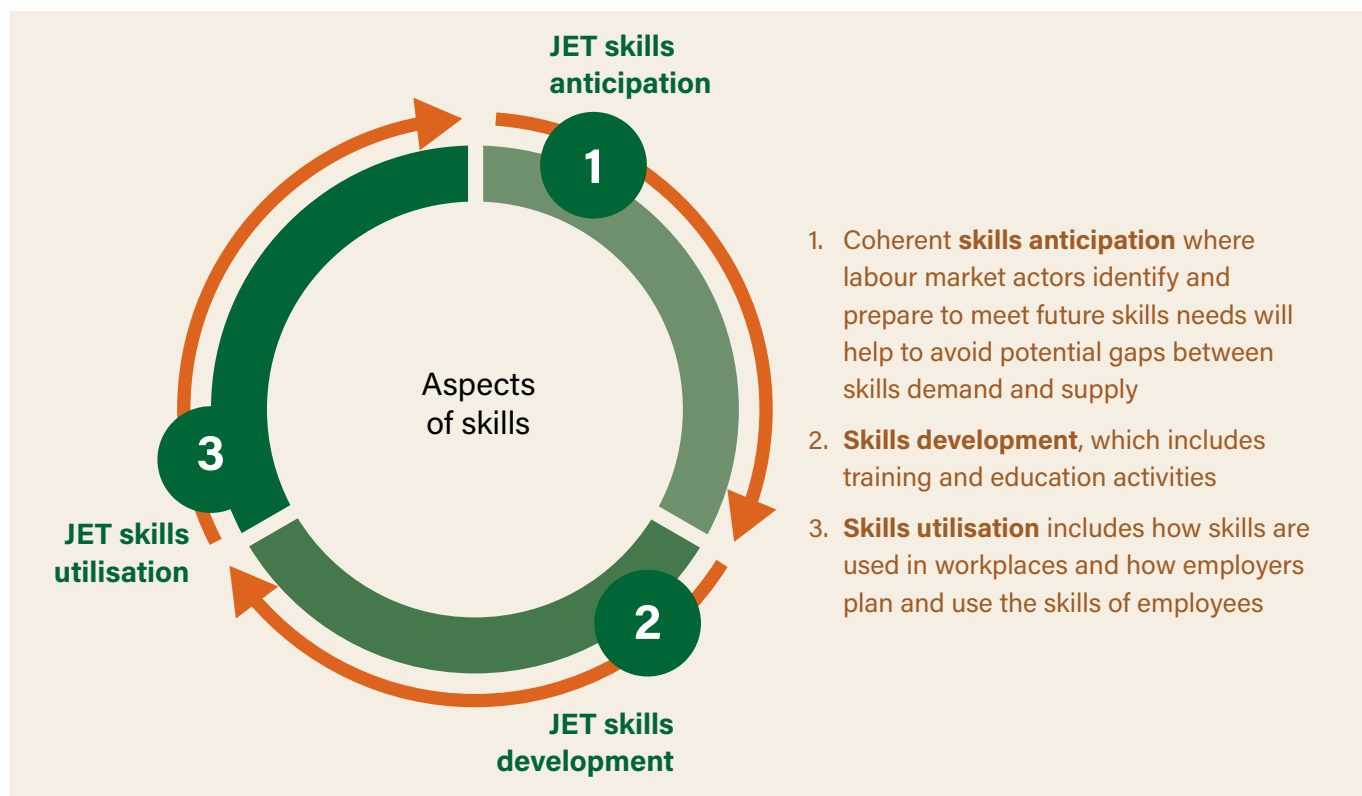 JET skills
anticipation
1
3
JET skills
utilisation
Aspects
of skills
2
JET skills
development
1. Coherent skills anticipation where
labour market actors identify and
prepare to meet future skills needs will
help to avoid potential gaps between
skills demand and supply
2. Skills development, which includes
training and education activities
3. Skills utilisation includes how skills are
used in workplaces and how employers
plan and use the skills of employees